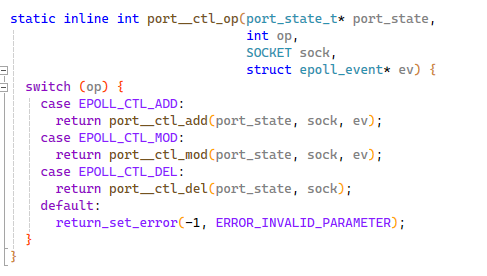 static inline int port__ctl_op(port_state_t* port_state,
                               int op,
                               SOCKET sock,
                               struct epoll_event* ev) {
  switch (op) {
    case EPOLL_CTL_ADD:
      return port__ctl_add(port_state, sock, ev);
    case EPOLL_CTL_MOD:
      return port__ctl_mod(port_state, sock, ev);
    case EPOLL_CTL_DEL:
      return port__ctl_del(port_state, sock);
    default:
      return_set_error(-1, ERROR_INVALID_PARAMETER);
  }
}